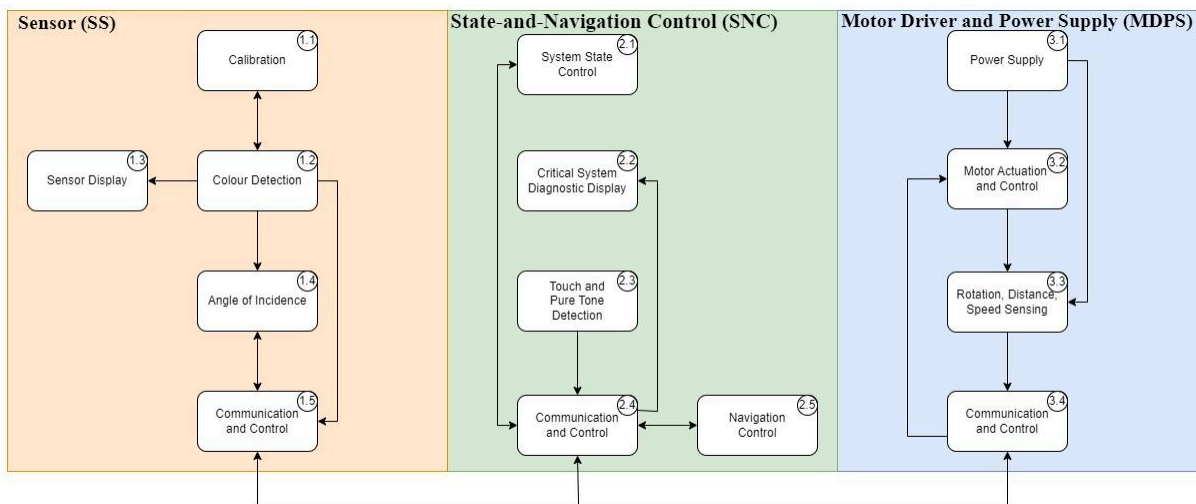 Sensor (SS)
1.1
Calibration
1.3
Sensor Display
1.2
Colour Detection
1.4
Angle of Incidence
1.5
Communication
and Control
State-and-Navigation Control (SNC)
2.1
System State
Control
2.2
Critical System
Diagnostic Display
2.3
Touch and
Pure Tone
Detection
2.4
Communication
and Control
2.5
Navigation
Control
Motor Driver and Power Supply (MDPS)
3.1
Power Supply
3.2
Motor Actuation
and Control
3.3
Rotation, Distance,
Speed Sensing
3.4
Communication
and Control